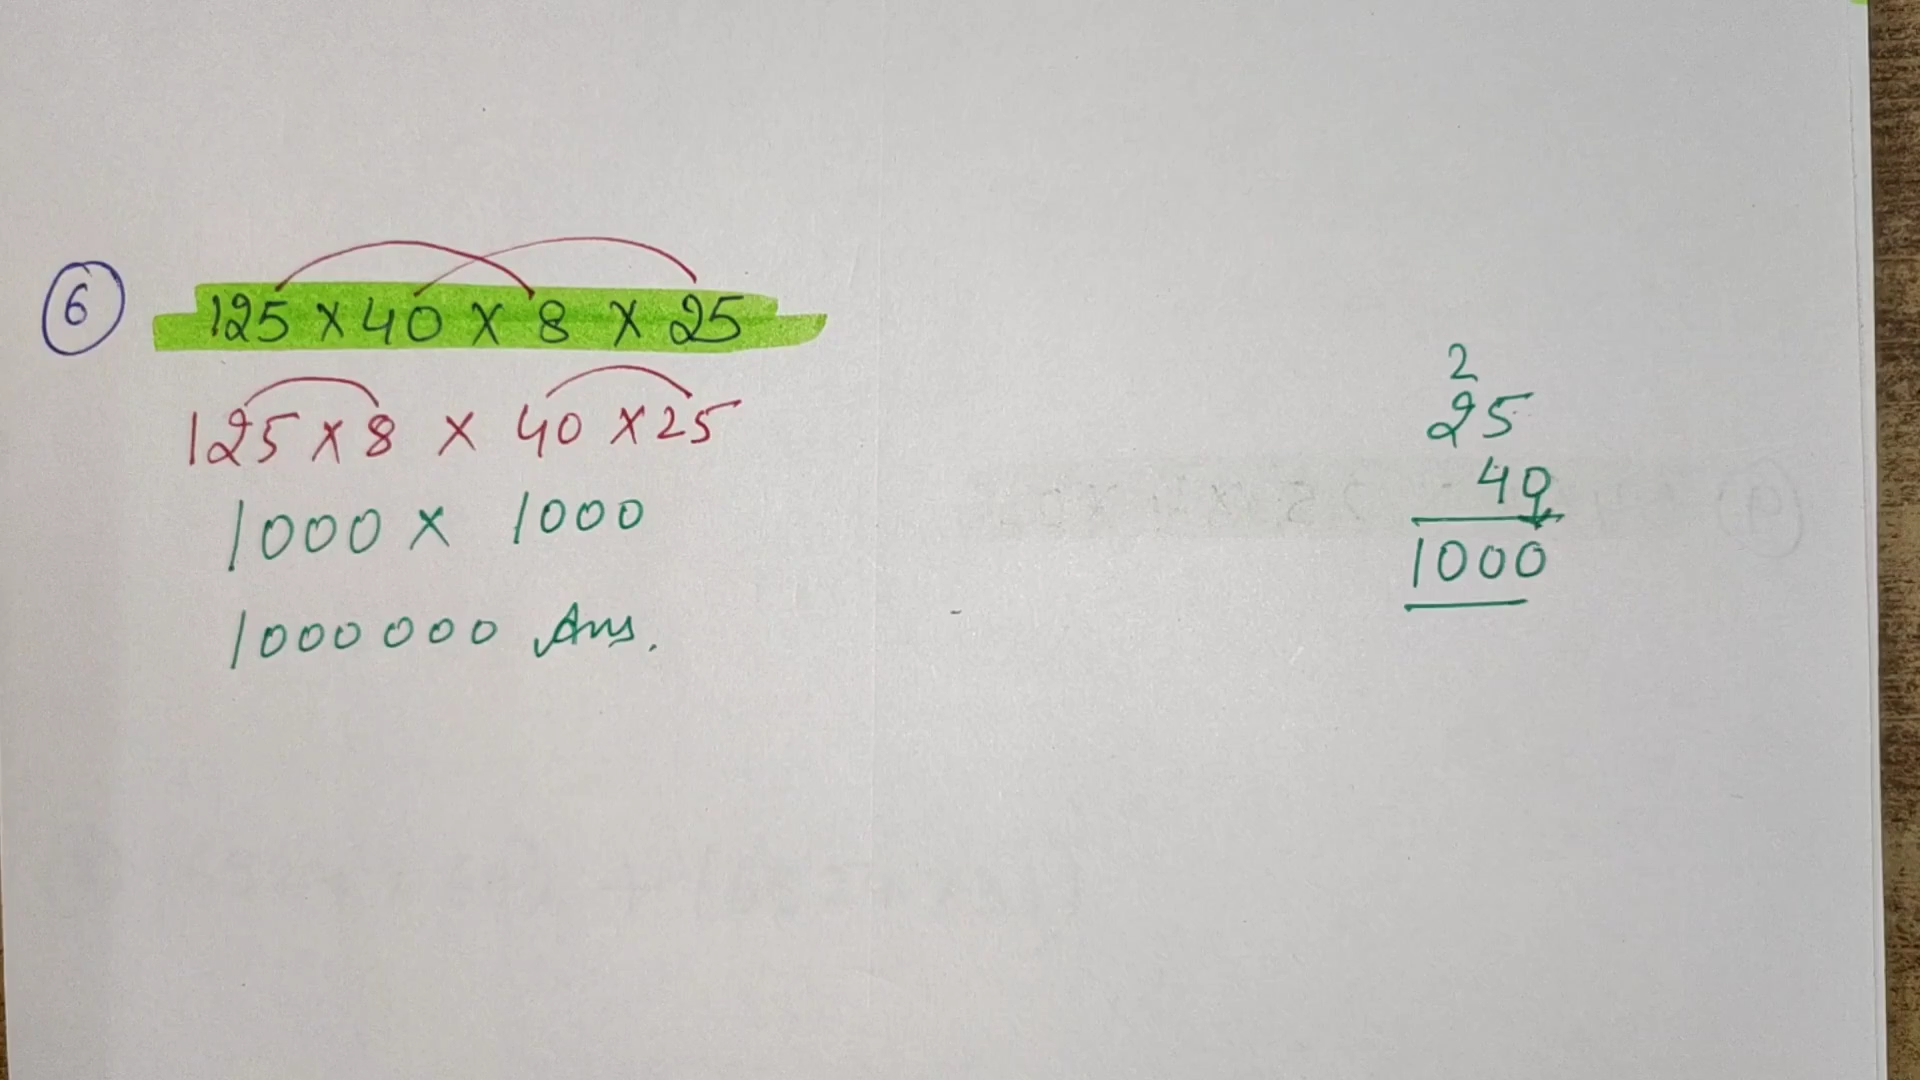 6 125 x 40 x 8 x 25
125 x 8 x 40 x 25
1000 x 1000
1000000 Ans.
2
25
40
1000